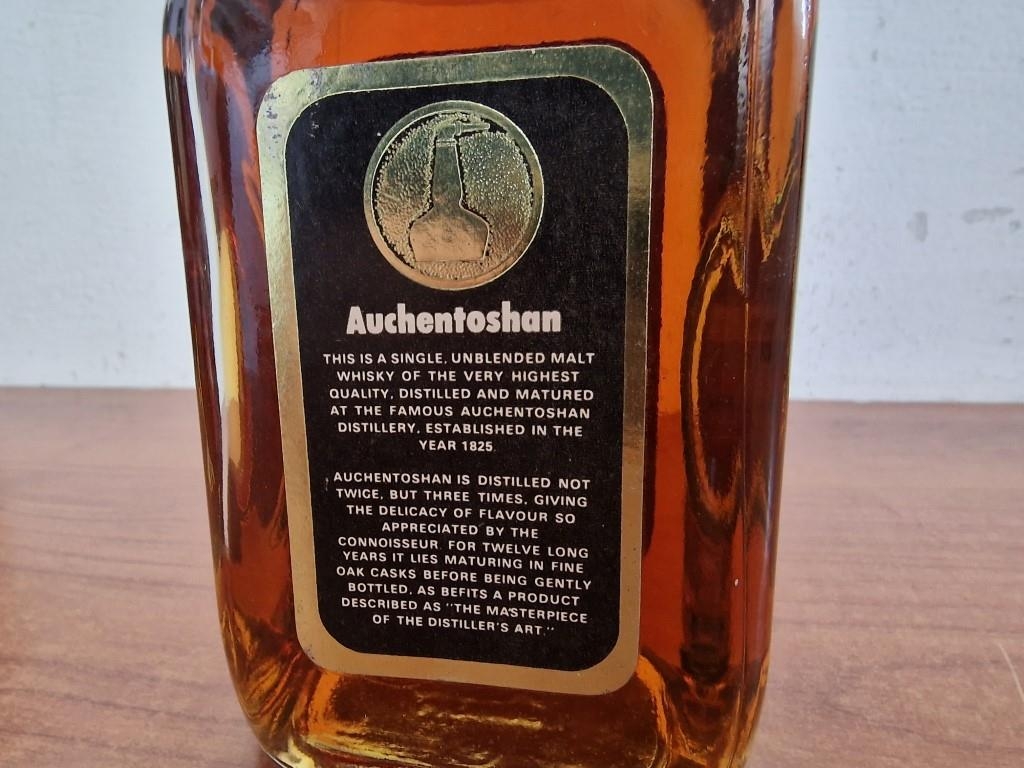 Auchentoshan
THIS IS A SINGLE, UNBLENDED MALT
WHISKY OF THE VERY HIGHEST
QUALITY, DISTILLED AND MATURED
AT THE FAMOUS AUCHENTOSHAN
DISTILLERY, ESTABLISHED IN THE
YEAR 1825.
AUCHENTOSHAN IS DISTILLED NOT
TWICE, BUT THREE TIMES, GIVING
THE DELICACY OF FLAVOUR SO
APPRECIATED BY THE
CONNOISSEUR. FOR TWELVE LONG
YEARS IT LIES MATURING IN FINE
OAK CASKS BEFORE BEING GENTLY
BOTTLED, AS BEFITS A PRODUCT
DESCRIBED AS "THE MASTERPIECE
OF THE DISTILLER'S ART."